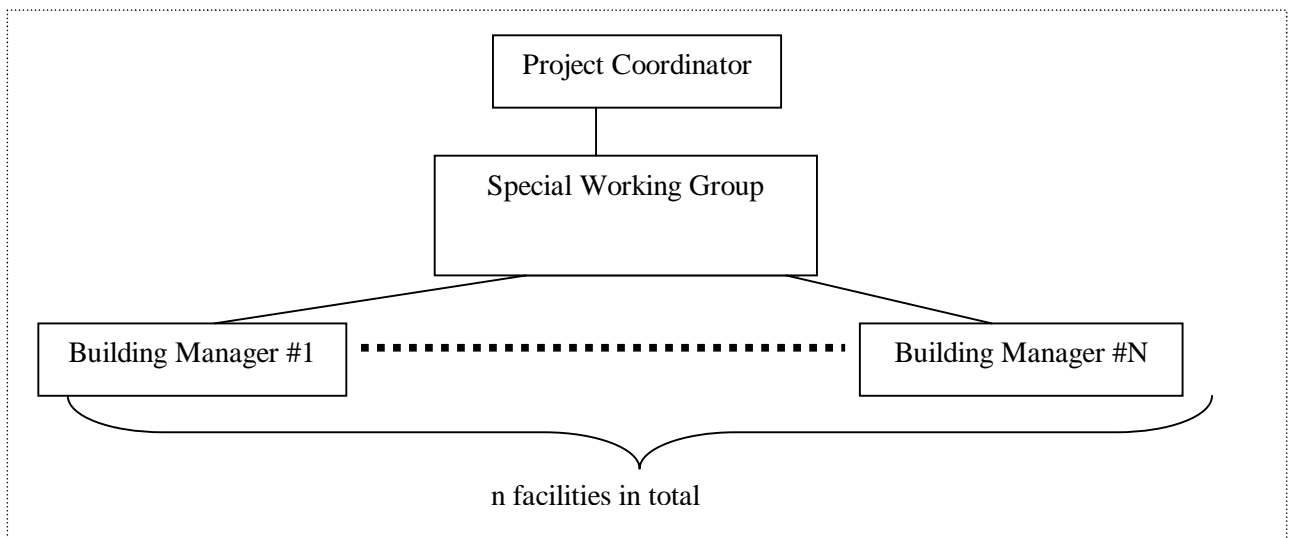 Project Coordinator
Special Working Group
Building Manager #1
Building Manager #N
n facilities in total